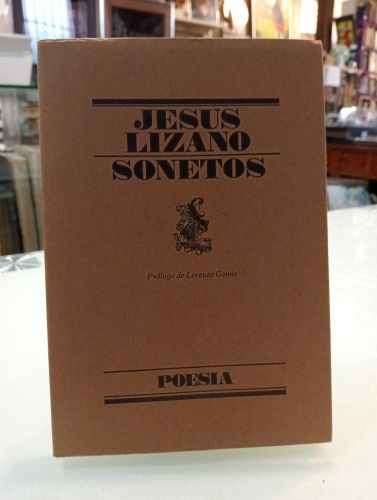 JESUS
LIZANO
SONETOS
Prólogo de Lorenzo Gomis
POESIA